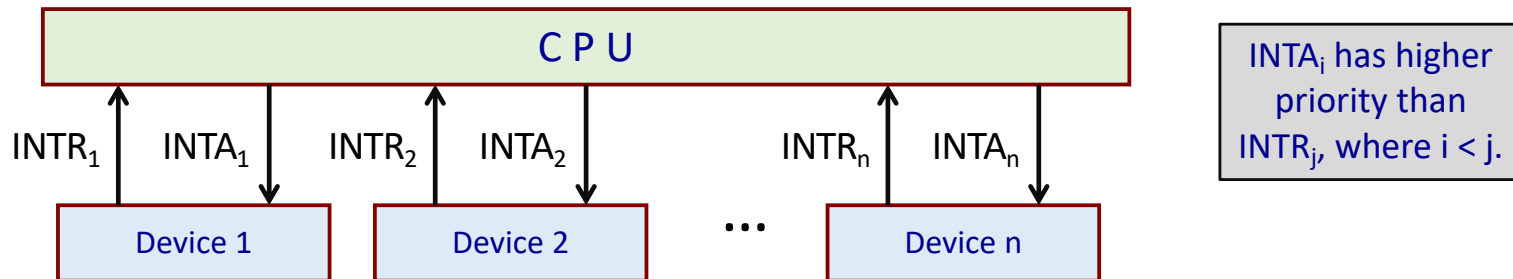 C P U
INTAᵢ has higher
priority than
INTRⱼ, where i < j.
INTR₁ INTA₁ INTR₂ INTA₂ INTRₙ INTAₙ
Device 1 Device 2 ... Device n